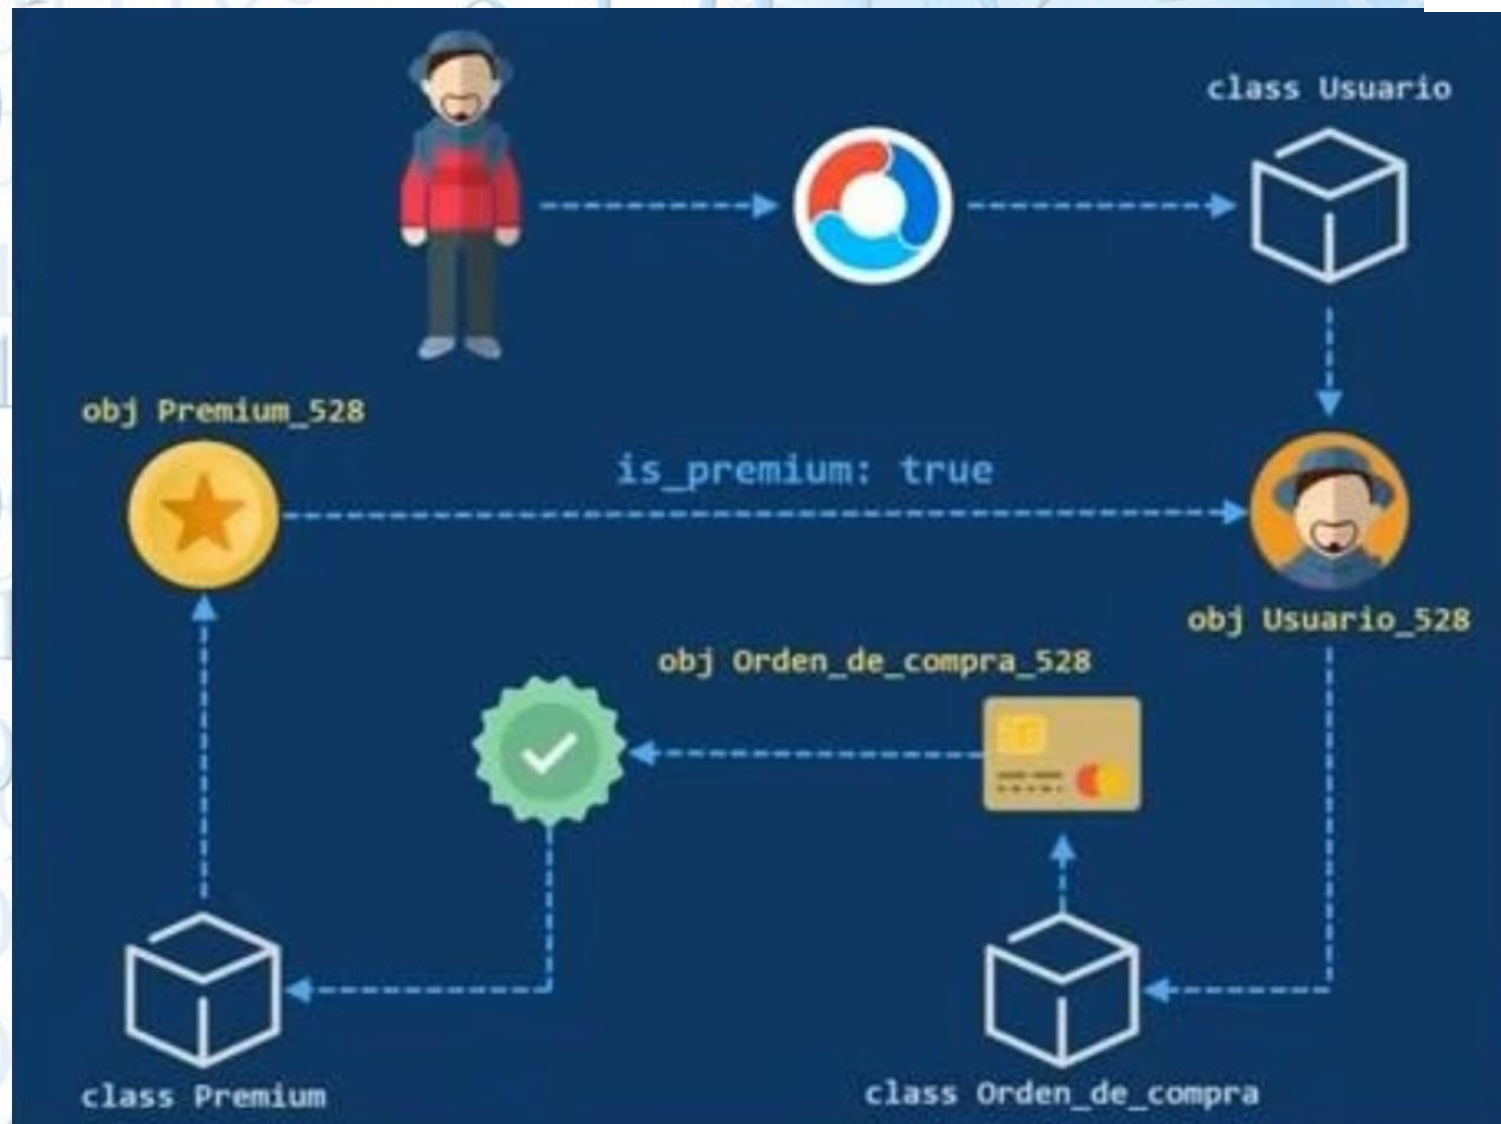 class Usuario
obj Premium_528
is_premium: true
obj Usuario_528
obj Orden_de_compra_528
class Premium
class Orden_de_compra